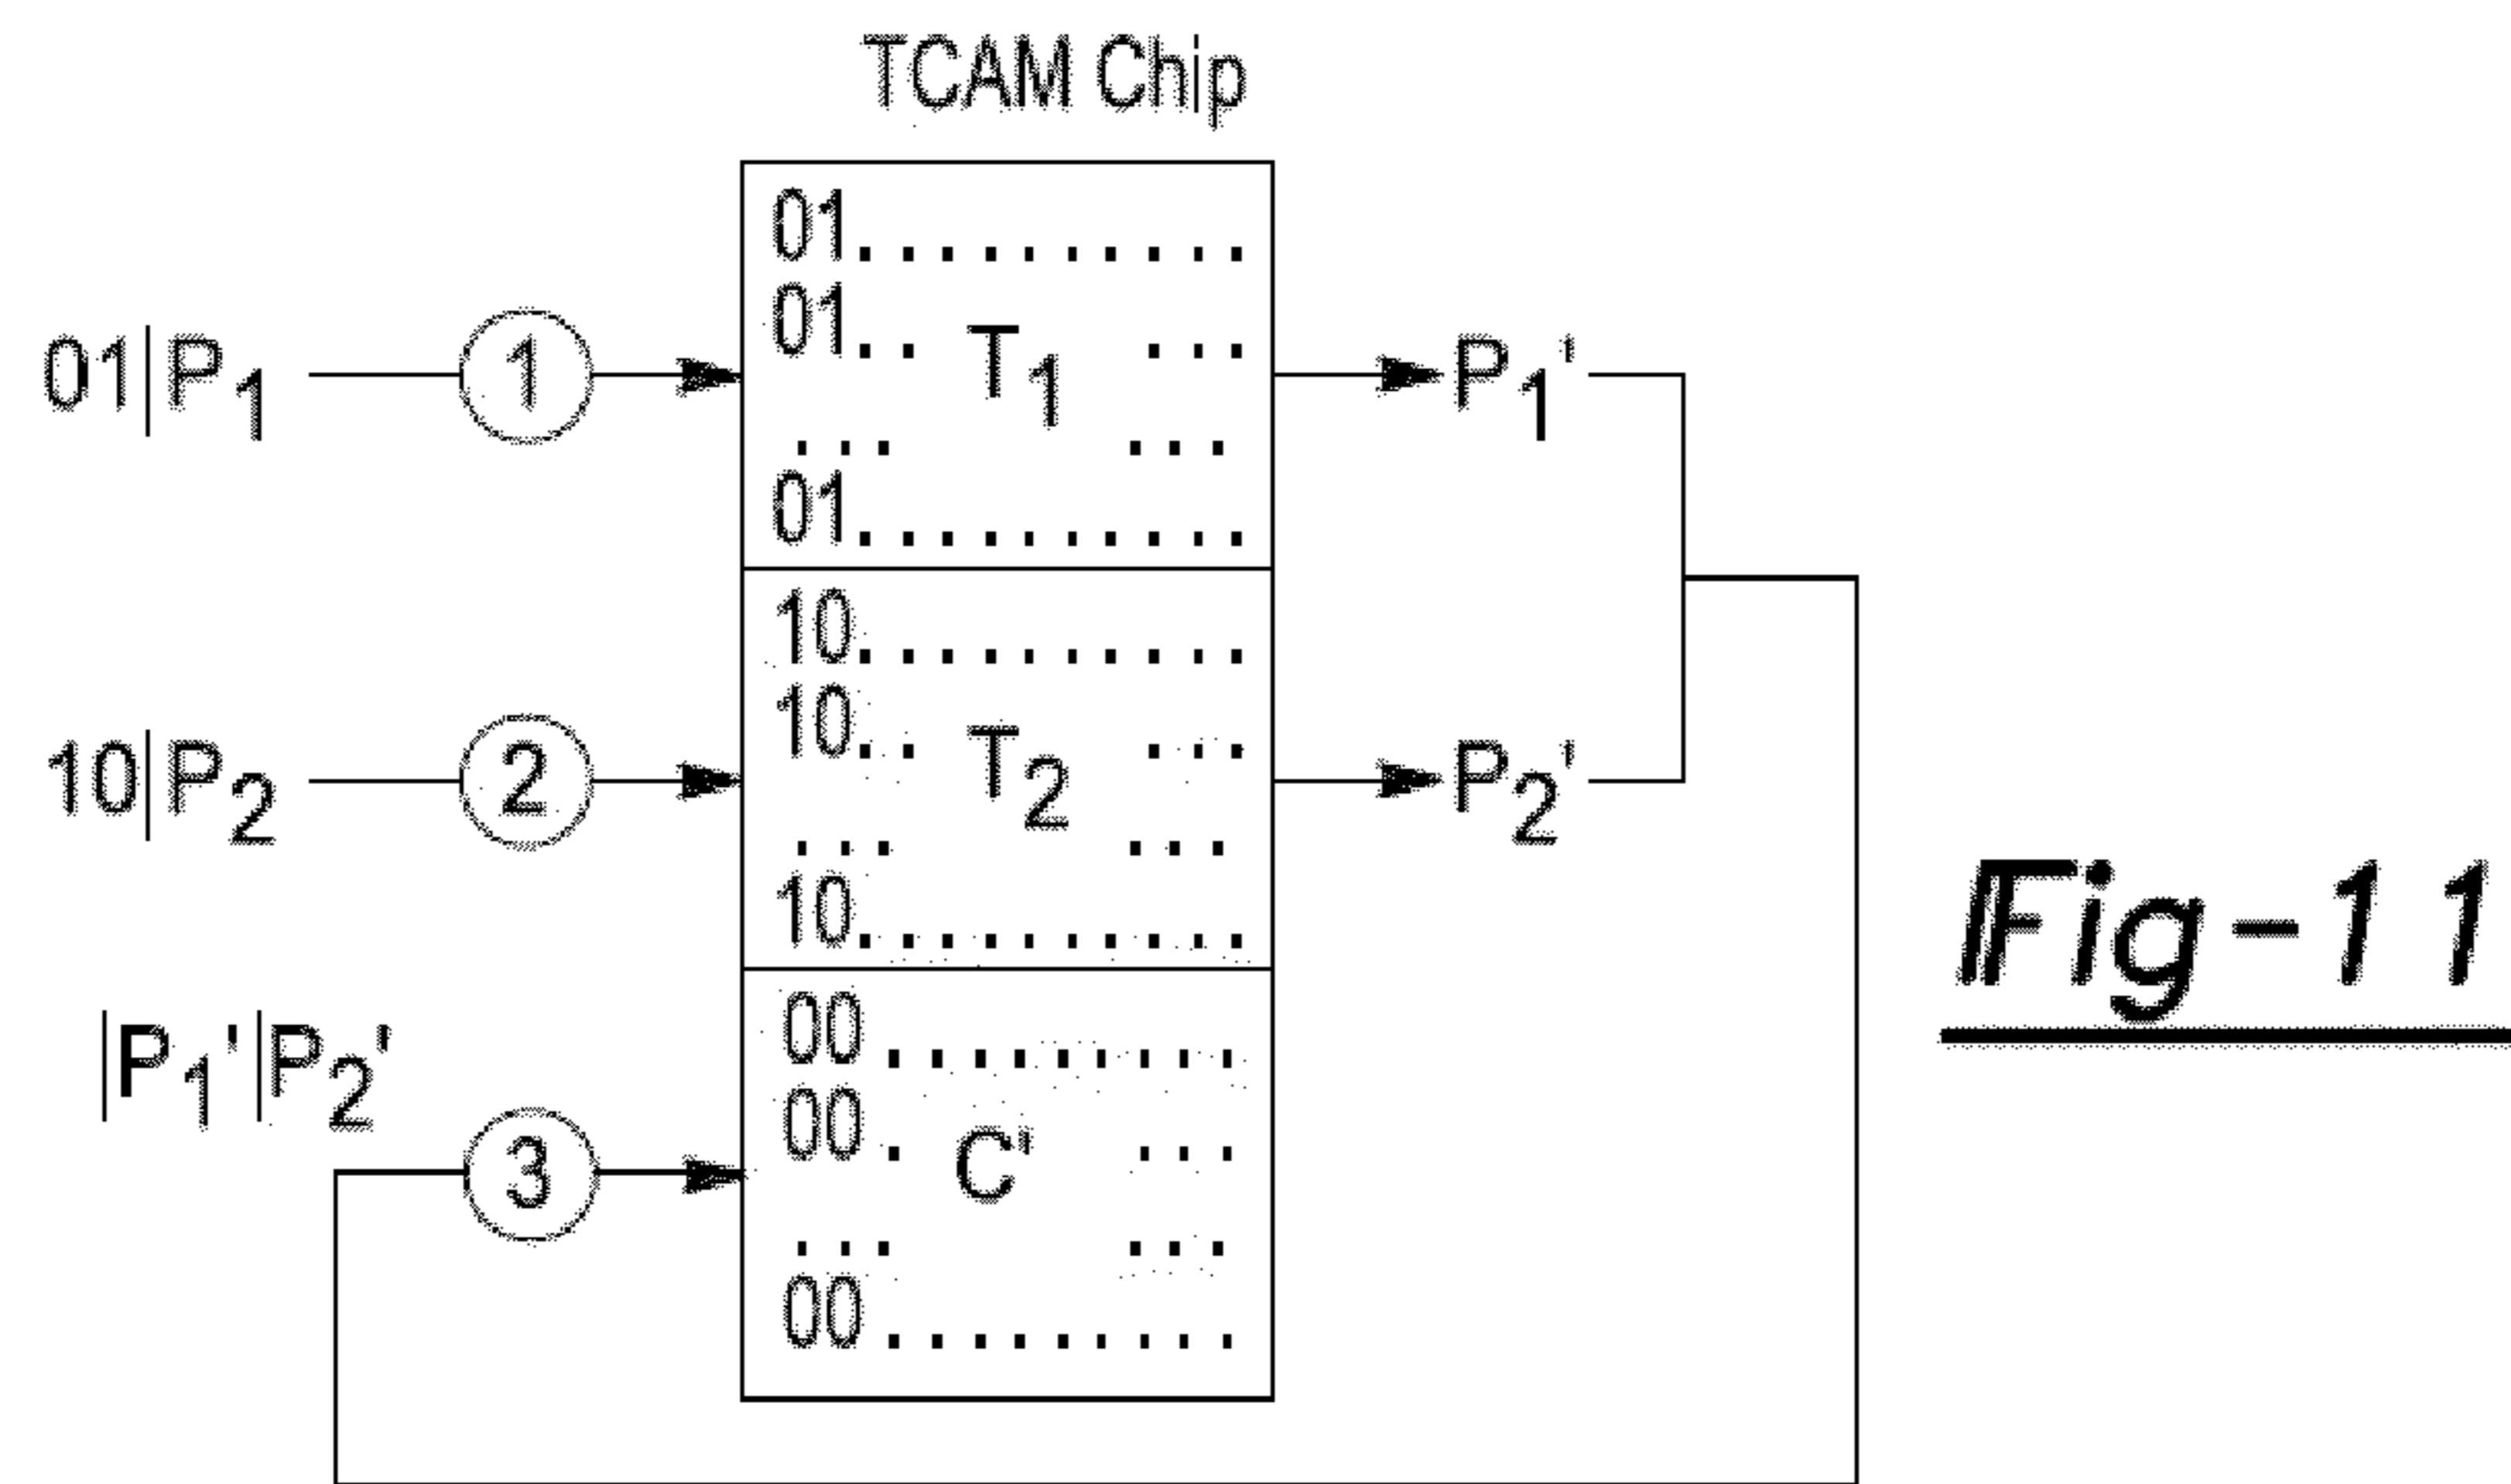 TCAM Chip
01..........
01.. T1 ...
01|P1 1 P1'
... ...
01..........
10..........
10.. T2 ...
10|P2 2 P2'
... ...
10..........
Fig-11
|P1'|P2'
00 .........
00 . C' ...
3
... ...
00 .........